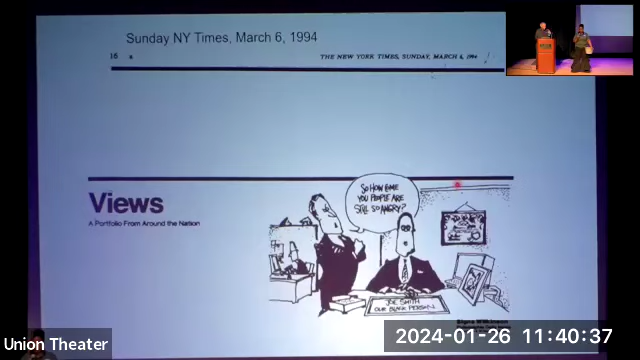 Sunday NY Times, March 6, 1994
16
THE NEW YORK TIMES, SUNDAY, MARCH 6, 1994
Views
A Portfolio From Around the Nation
SO HOW COME
YOU PEOPLE ARE
STILL SO ANGRY?
JOE SMITH
OUR BLACK PERSON
Signe Wilkinson
Union Theater
2024-01-26 11:40:37